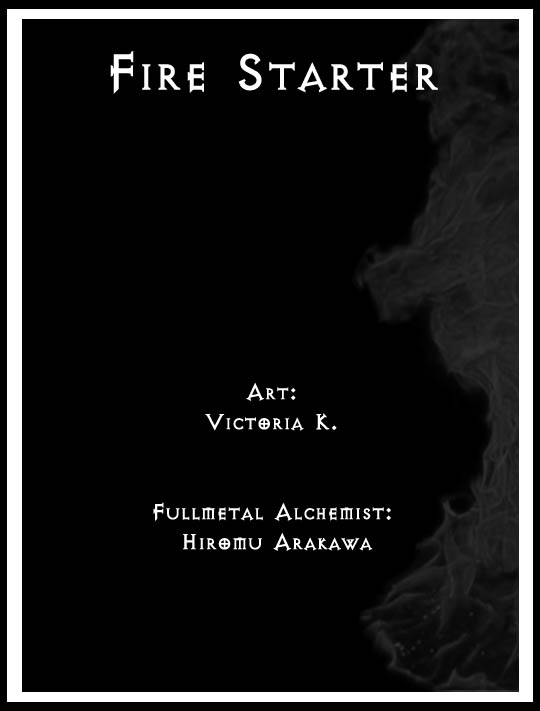 Fire Starter
Art:
Victoria K.
Fullmetal Alchemist:
Hiromu Arakawa